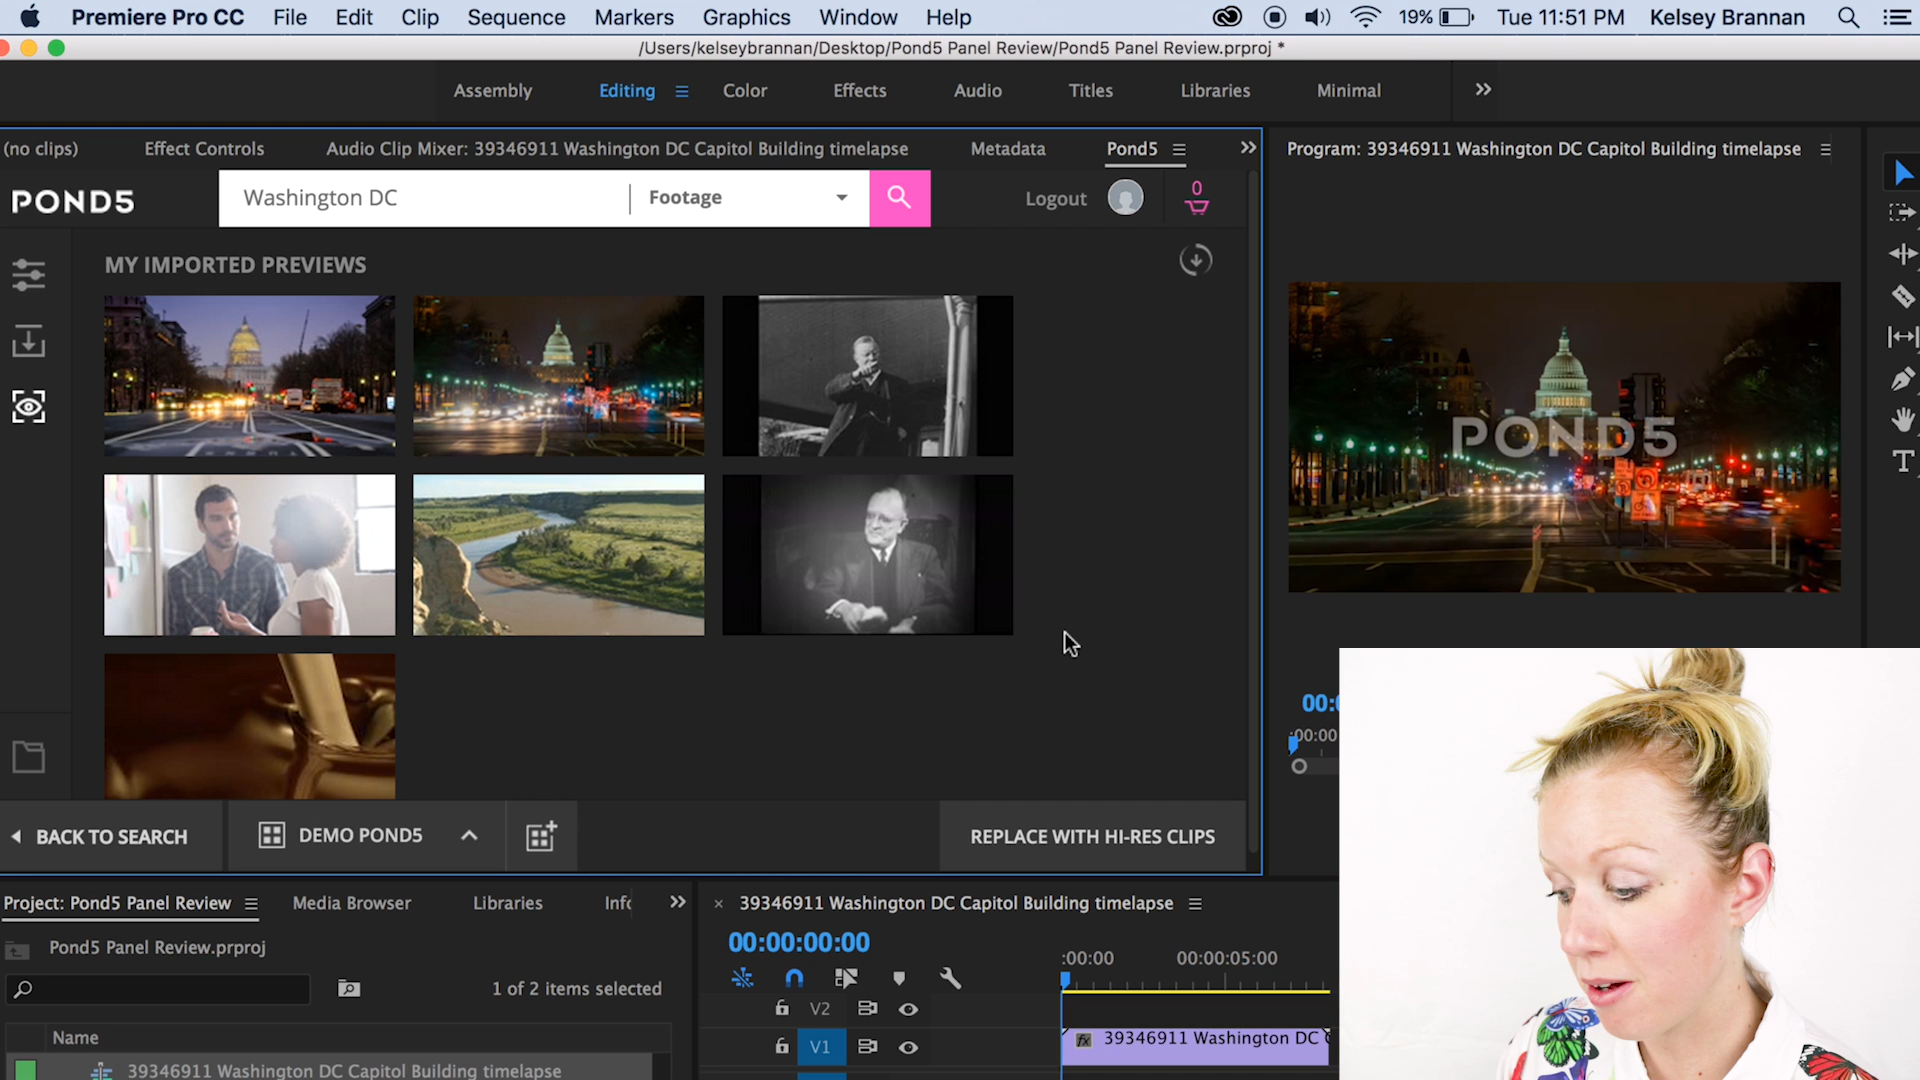 Premiere Pro CC File Edit Clip Sequence Markers Graphics Window Help 19% Tue 11:51 PM Kelsey Brannan
/Users/kelseybrannan/Desktop/Pond5 Panel Review/Pond5 Panel Review.prproj *
Assembly Editing Color Effects Audio Titles Libraries Minimal
(no clips) Effect Controls Audio Clip Mixer: 39346911 Washington DC Capitol Building timelapse Metadata Pond5
Program: 39346911 Washington DC Capitol Building timelapse
POND5 Washington DC Footage Logout 0
MY IMPORTED PREVIEWS
POND5
T
00:0
:00:00
BACK TO SEARCH DEMO POND5 REPLACE WITH HI-RES CLIPS
Project: Pond5 Panel Review Media Browser Libraries Info
39346911 Washington DC Capitol Building timelapse
Pond5 Panel Review.prproj
00:00:00:00
:00:00 00:00:05:00
1 of 2 items selected
V2
Name
V1
fx 39346911 Washington DC
39346911 Washington DC Capitol Building timelapse